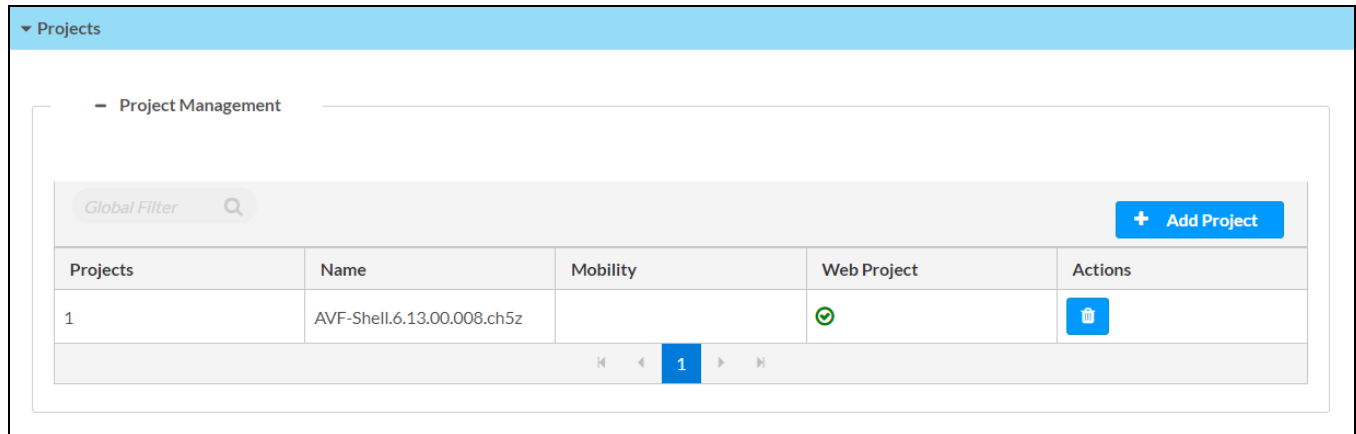 Projects
Project Management
Global Filter
Add Project
Projects Name Mobility Web Project Actions
1 AVF-Shell.6.13.00.008.ch5z
1